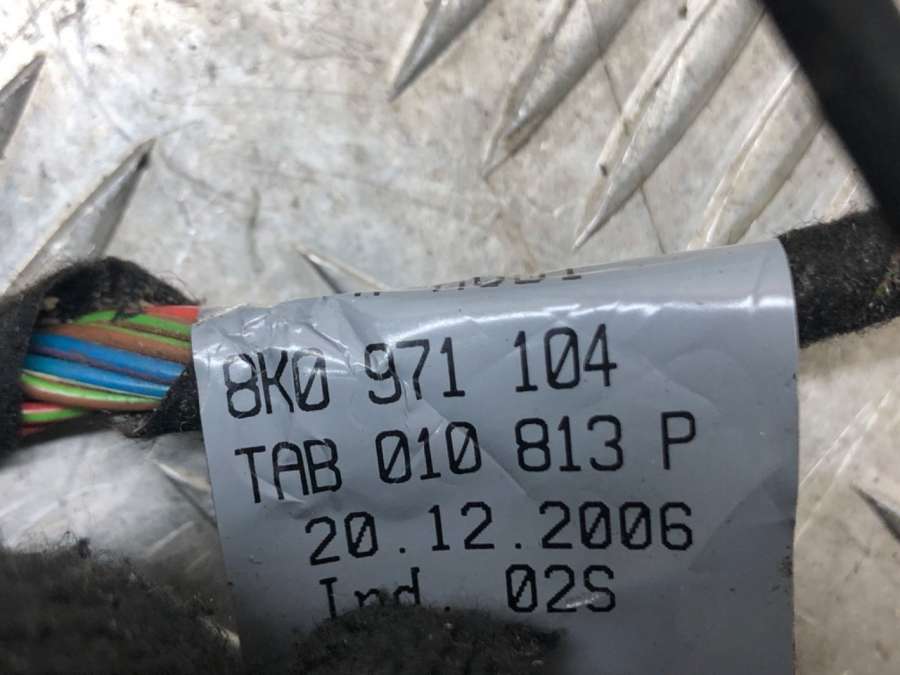 8K0 971 104
TAB 010 813 P
20.12.2006
Ind. 02S